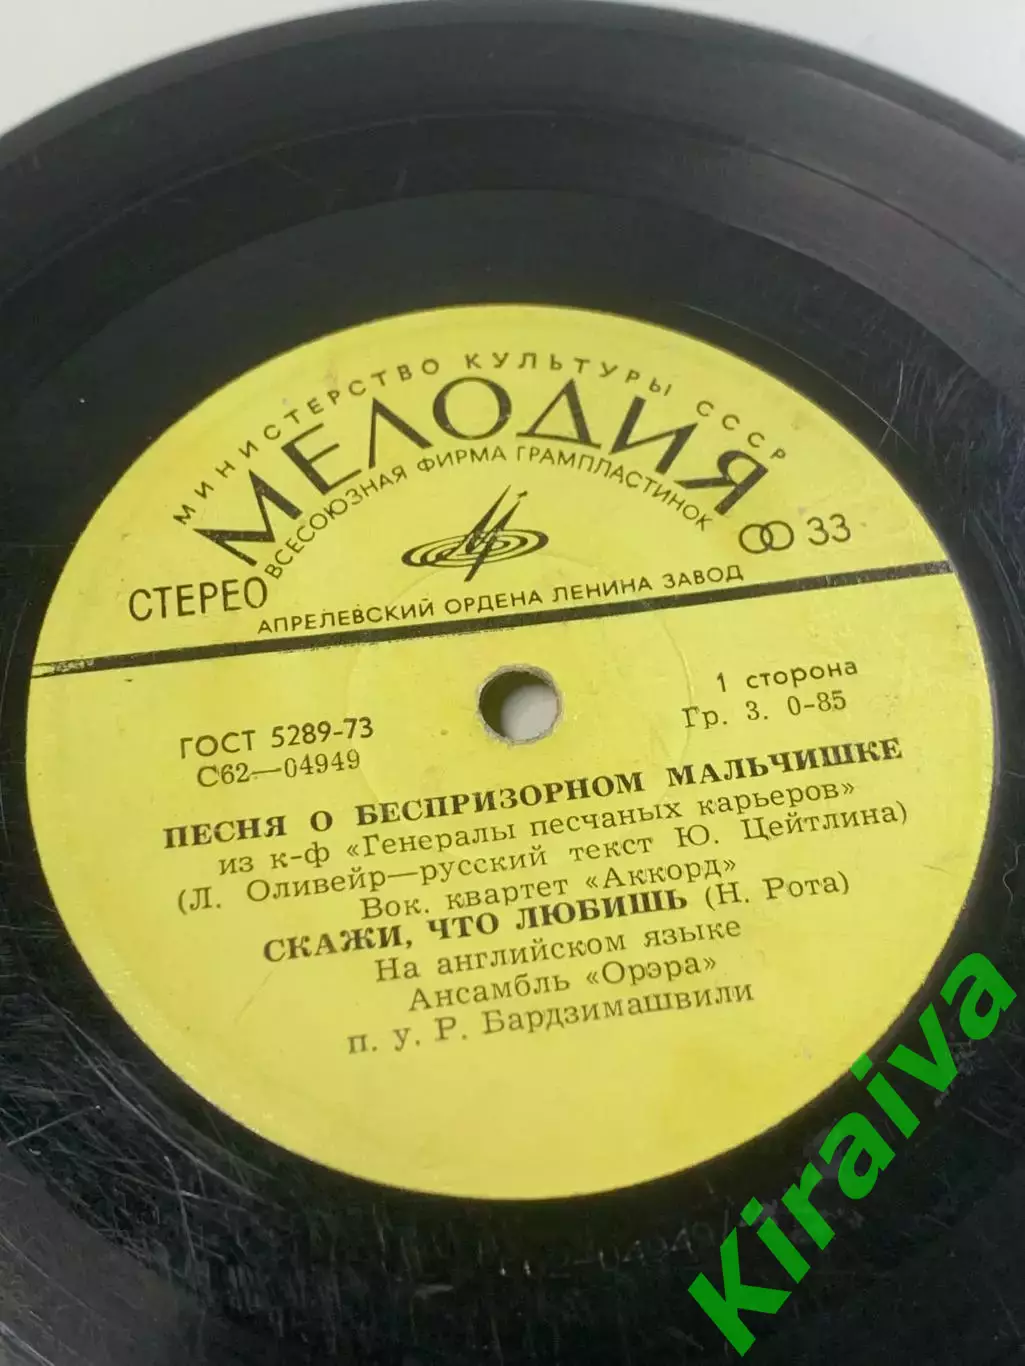 МИНИСТЕРСТВО КУЛЬТУРЫ СССР
МЕЛОДИЯ
ВСЕСОЮЗНАЯ ФИРМА ГРАМПЛАСТИНОК
СТЕРЕО
33
АПРЕЛЕВСКИЙ ОРДЕНА ЛЕНИНА ЗАВОД
ГОСТ 5289-73
1 сторона
С62—04949
Гр. 3. 0-85
ПЕСНЯ О БЕСПРИЗОРНОМ МАЛЬЧИШКЕ
из к-ф «Генералы песчаных карьеров»
(Л. Оливейр—русский текст Ю. Цейтлина)
Вок. квартет «Аккорд»
СКАЖИ, ЧТО ЛЮБИШЬ (Н. Рота)
На английском языке
Ансамбль «Орэра»
п. у. Р. Бардзимашвили
Kiraiva